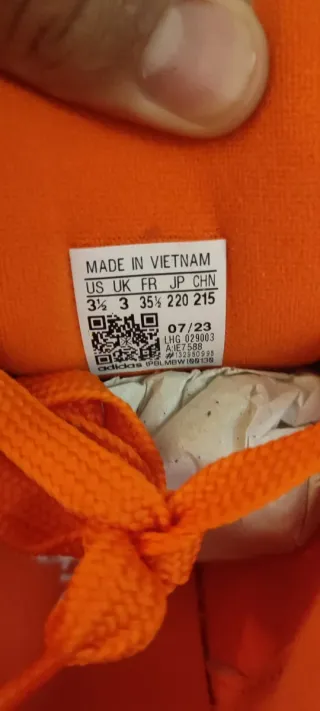 MADE IN VIETNAM
US UK FR JP CHN
3½ 3 35½ 220 215
07/23
LHG 029003
A:IE7589
adidas